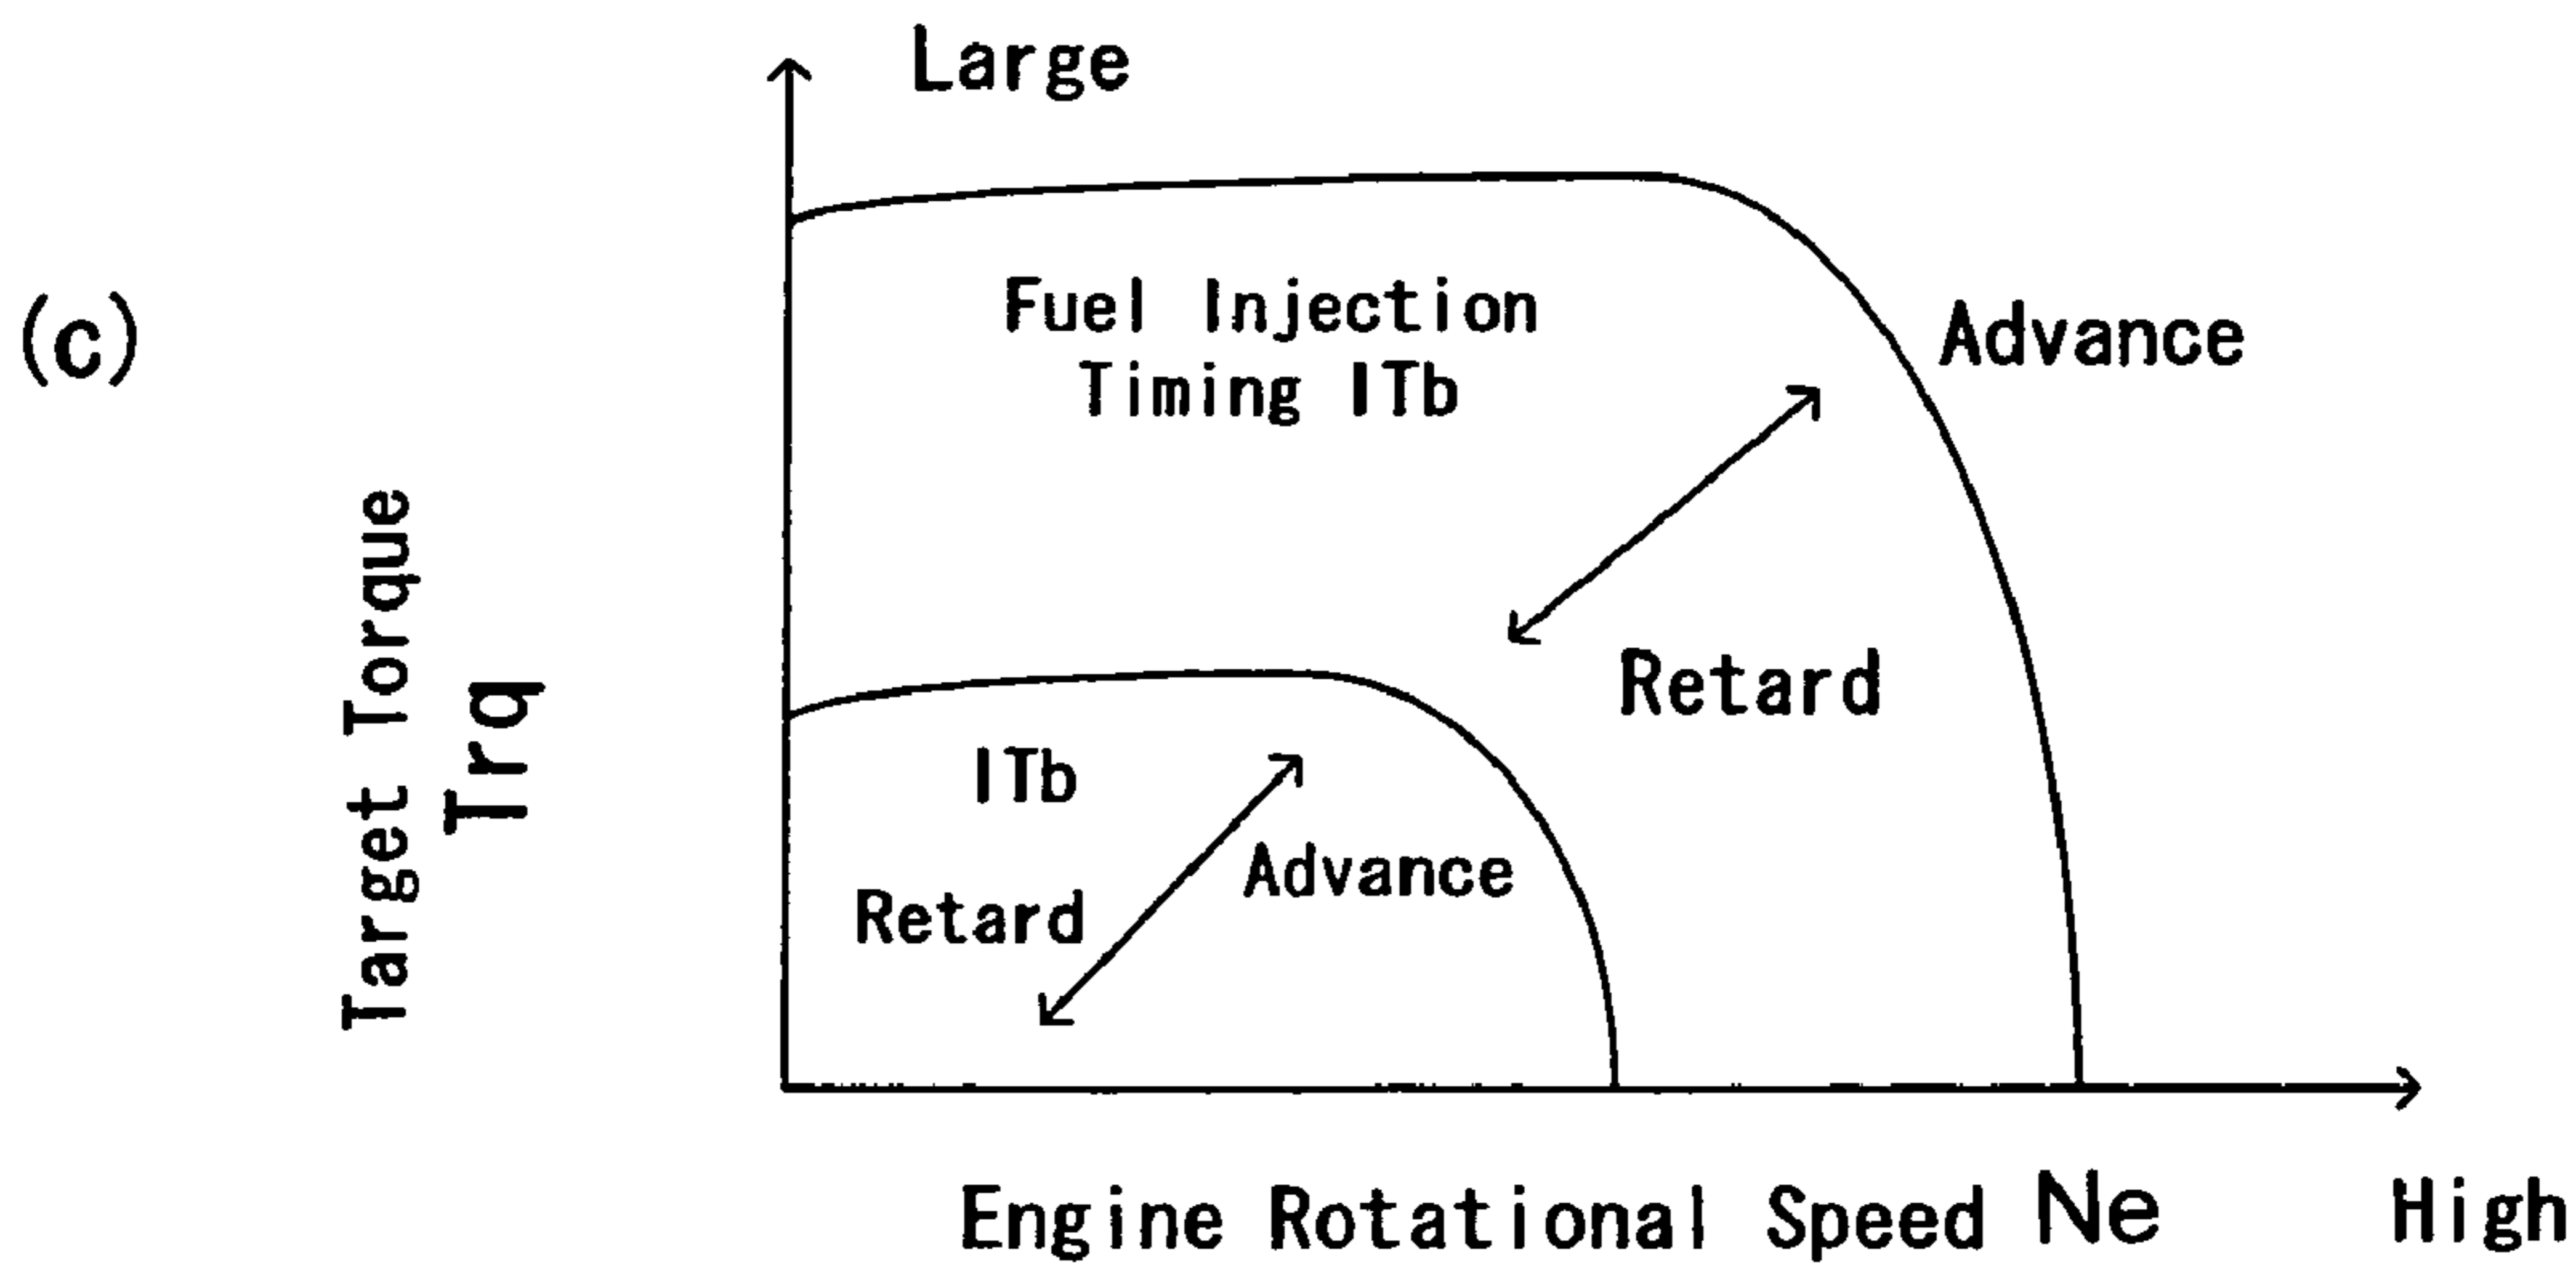 Large
(c)
Fuel Injection
Timing ITb
Advance
Retard
Target Torque
Trq
ITb
Advance
Retard
Engine Rotational Speed Ne
High